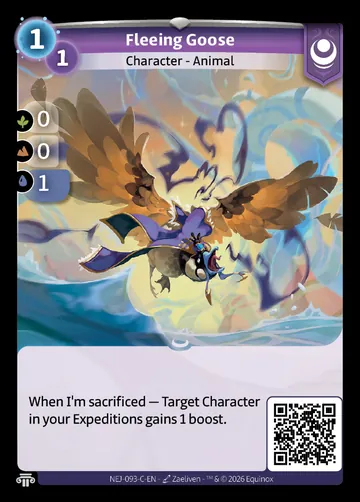 1
1
Fleeing Goose
Character - Animal
0
0
1
When I'm sacrificed — Target Character
in your Expeditions gains 1 boost.
NEJ-093-C-EN - Zaeliven - ™ & © 2026 Equinox